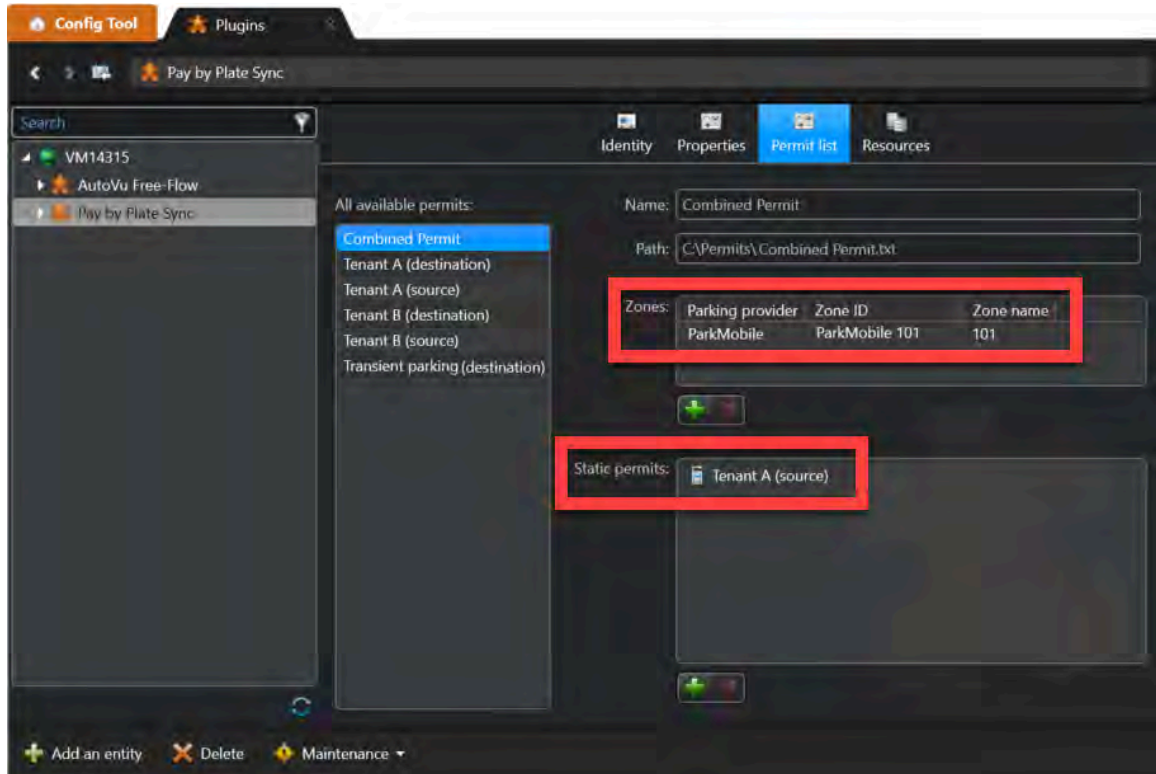 Config Tool
Plugins
Pay by Plate Sync
Search
VM14315
AutoVu Free-Flow
Pay by Plate Sync
Identity
Properties
Permit list
Resources
All available permits:
Combined Permit
Tenant A (destination)
Tenant A (source)
Tenant B (destination)
Tenant B (source)
Transient parking (destination)
Name: Combined Permit
Path: C:\Permits\Combined Permit.txt
Zones: Parking provider Zone ID Zone name
ParkMobile ParkMobile 101 101
Static permits: Tenant A (source)
Add an entity
Delete
Maintenance